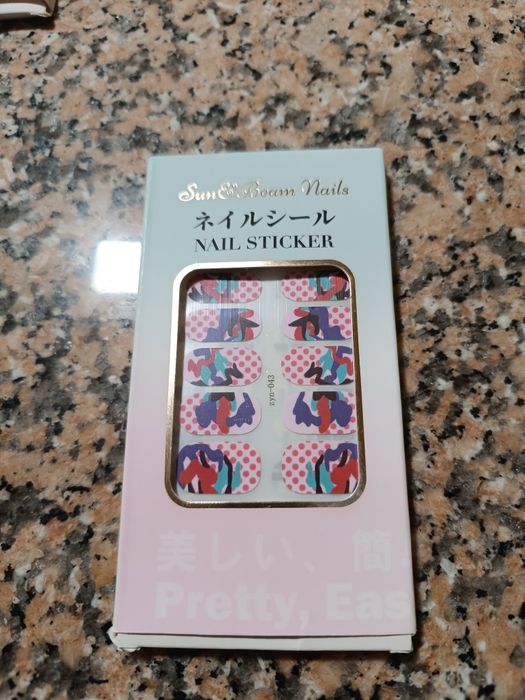 Sun&Beam Nails
ネイルシール
NAIL STICKER
zyn-043
美しい、簡
Pretty, Eas